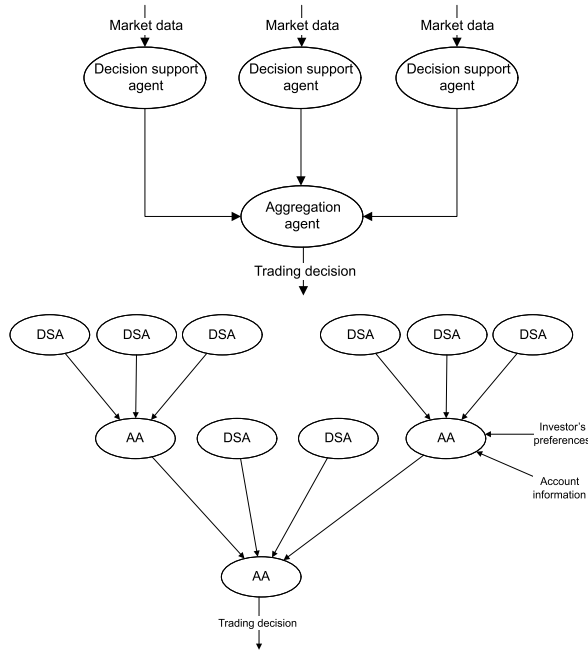 Market data
Market data
Market data
Decision support
agent
Decision support
agent
Decision support
agent
Aggregation
agent
Trading decision
DSA
DSA
DSA
DSA
DSA
DSA
AA
DSA
DSA
AA
Investor's
preferences
Account
information
AA
Trading decision